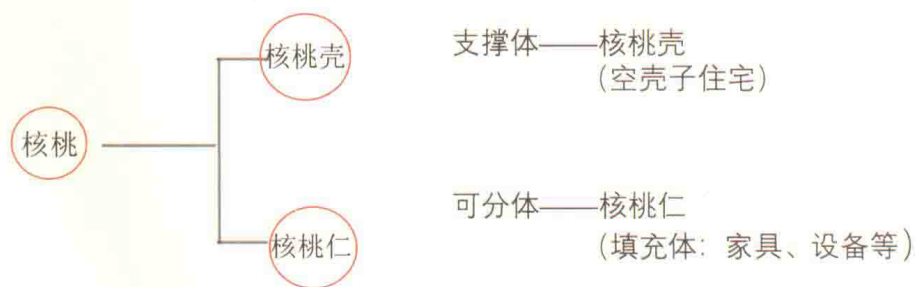 核桃壳
支撑体——核桃壳
(空壳子住宅)
核桃
可分体——核桃仁
核桃仁
(填充体：家具、设备等)